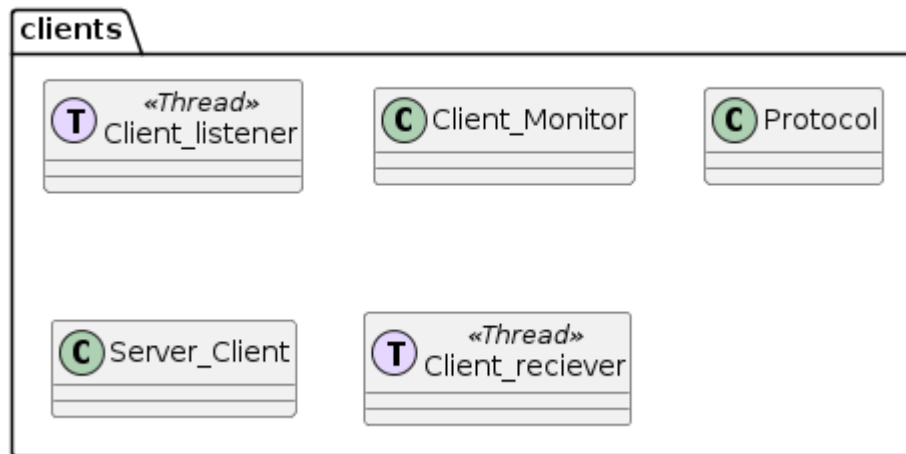 clients
«Thread»
T Client_listener
C Client_Monitor
C Protocol
C Server_Client
«Thread»
T Client_reciever